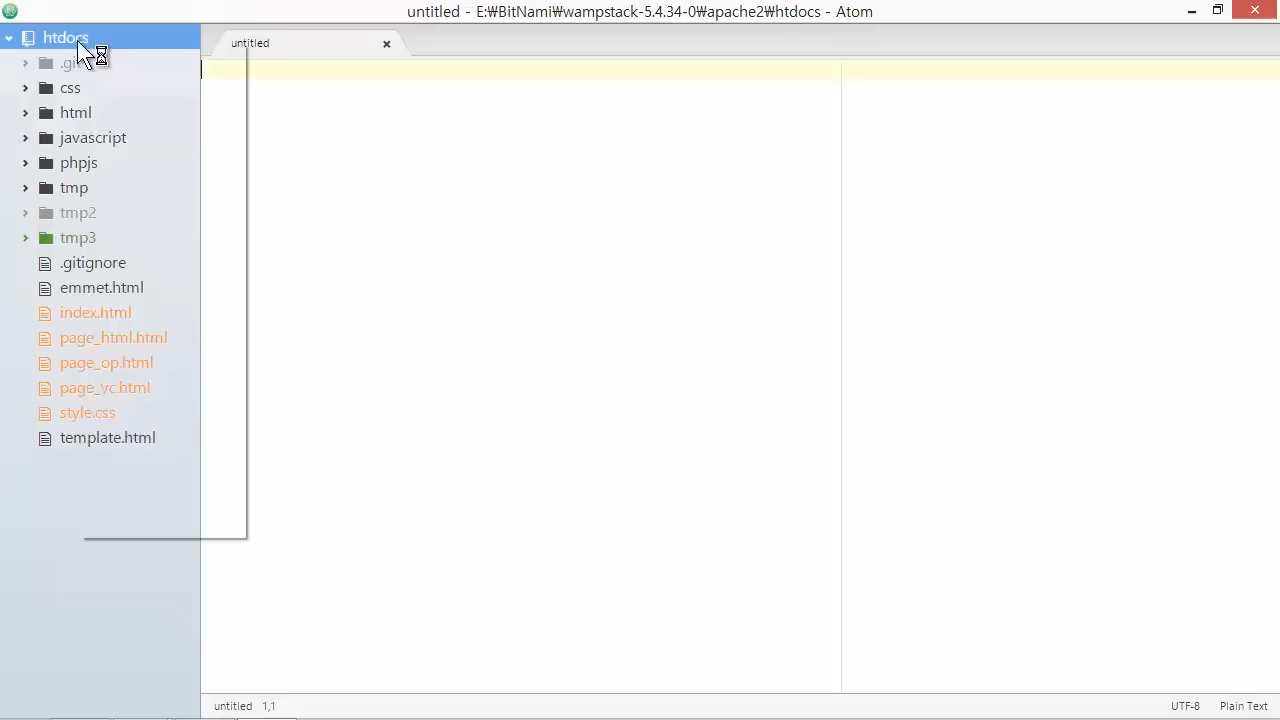 untitled - E:₩BitNami₩wampstack-5.4.34-0₩apache2₩htdocs - Atom
htdocs
untitled
.git
css
html
javascript
phpjs
tmp
tmp2
tmp3
.gitignore
emmet.html
index.html
page_html.html
page_op.html
page_vc.html
style.css
template.html
untitled 1,1
UTF-8 Plain Text